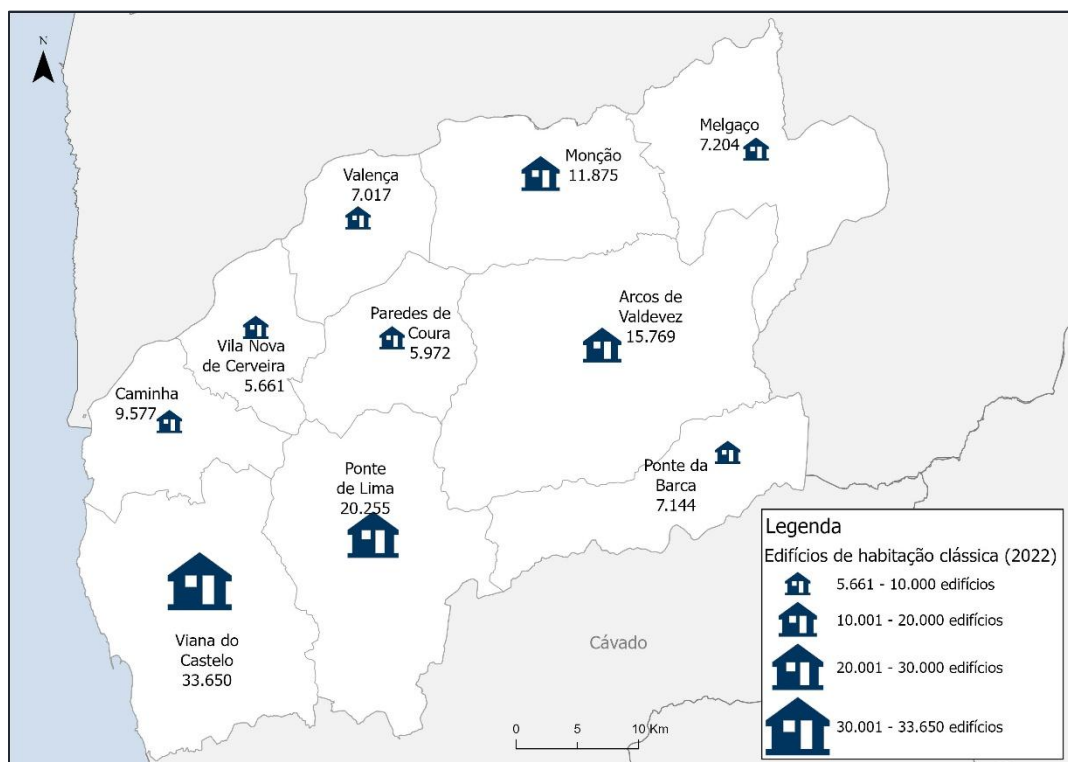 N
Melgaço
7.204
Monção
11.875
Valença
7.017
Arcos de
Valdevez
15.769
Paredes de
Coura
5.972
Vila Nova
de Cerveira
5.661
Caminha
9.577
Ponte da
Barca
7.144
Ponte
de Lima
20.255
Viana do
Castelo
33.650
Cávado
0 5 10 Km
Legenda
Edifícios de habitação clássica (2022)
5.661 - 10.000 edifícios
10.001 - 20.000 edifícios
20.001 - 30.000 edifícios
30.001 - 33.650 edifícios